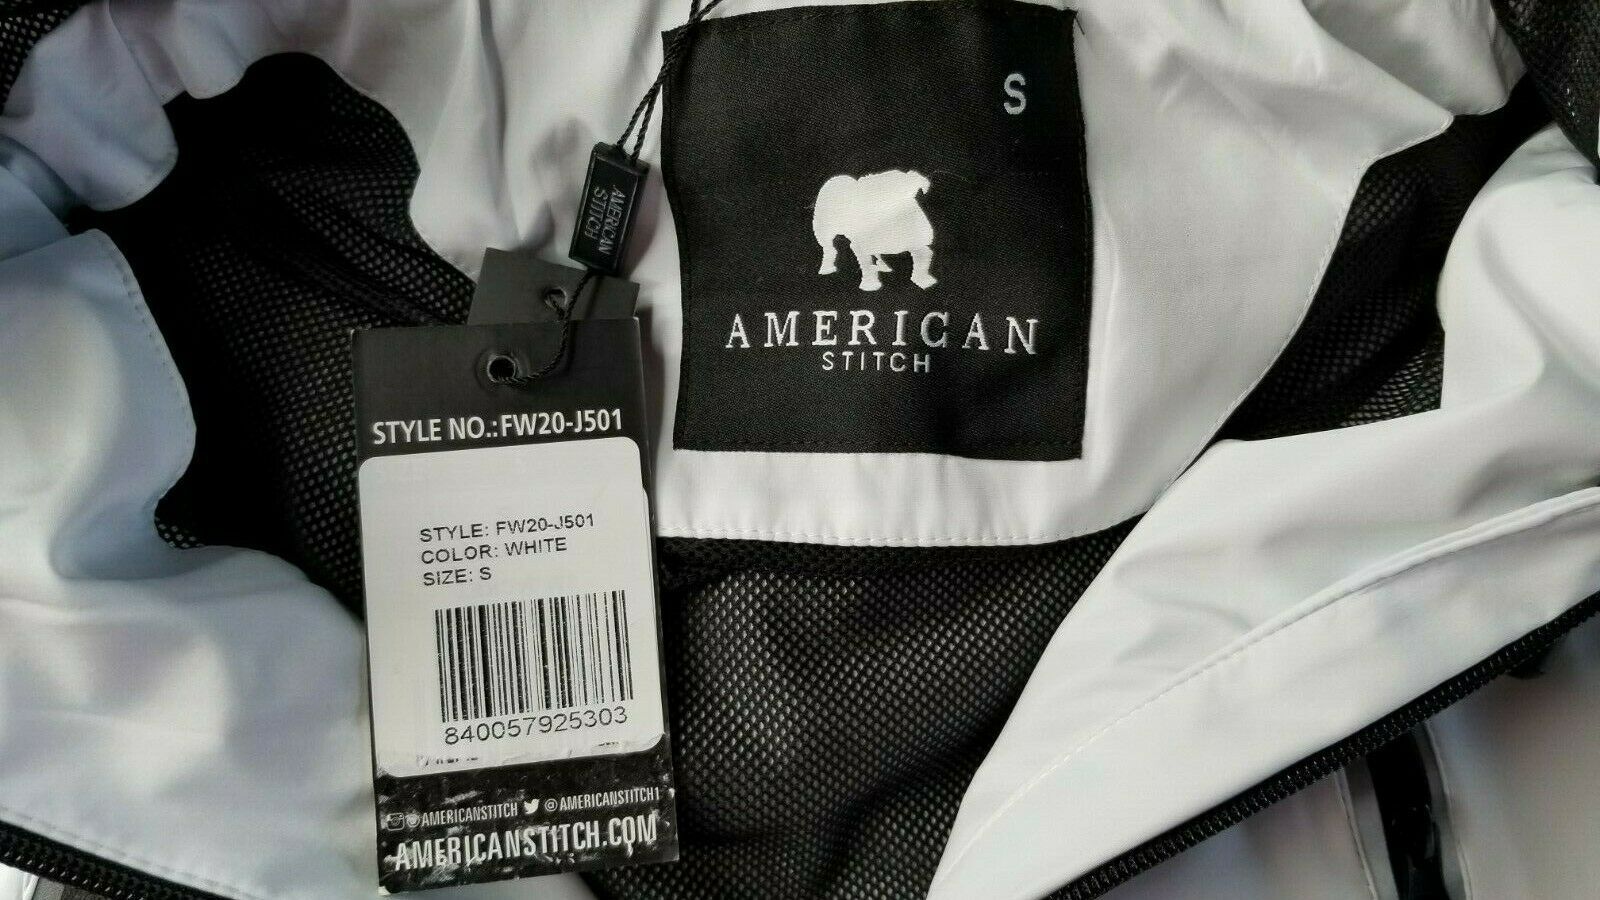 S
AMERICAN
STITCH
AMERICAN
STITCH
STYLE NO.:FW20-J501
STYLE: FW20-J501
COLOR: WHITE
SIZE: S
840057925303
@AMERICANSTITCH @AMERICANSTITCH1
AMERICANSTITCH.COM